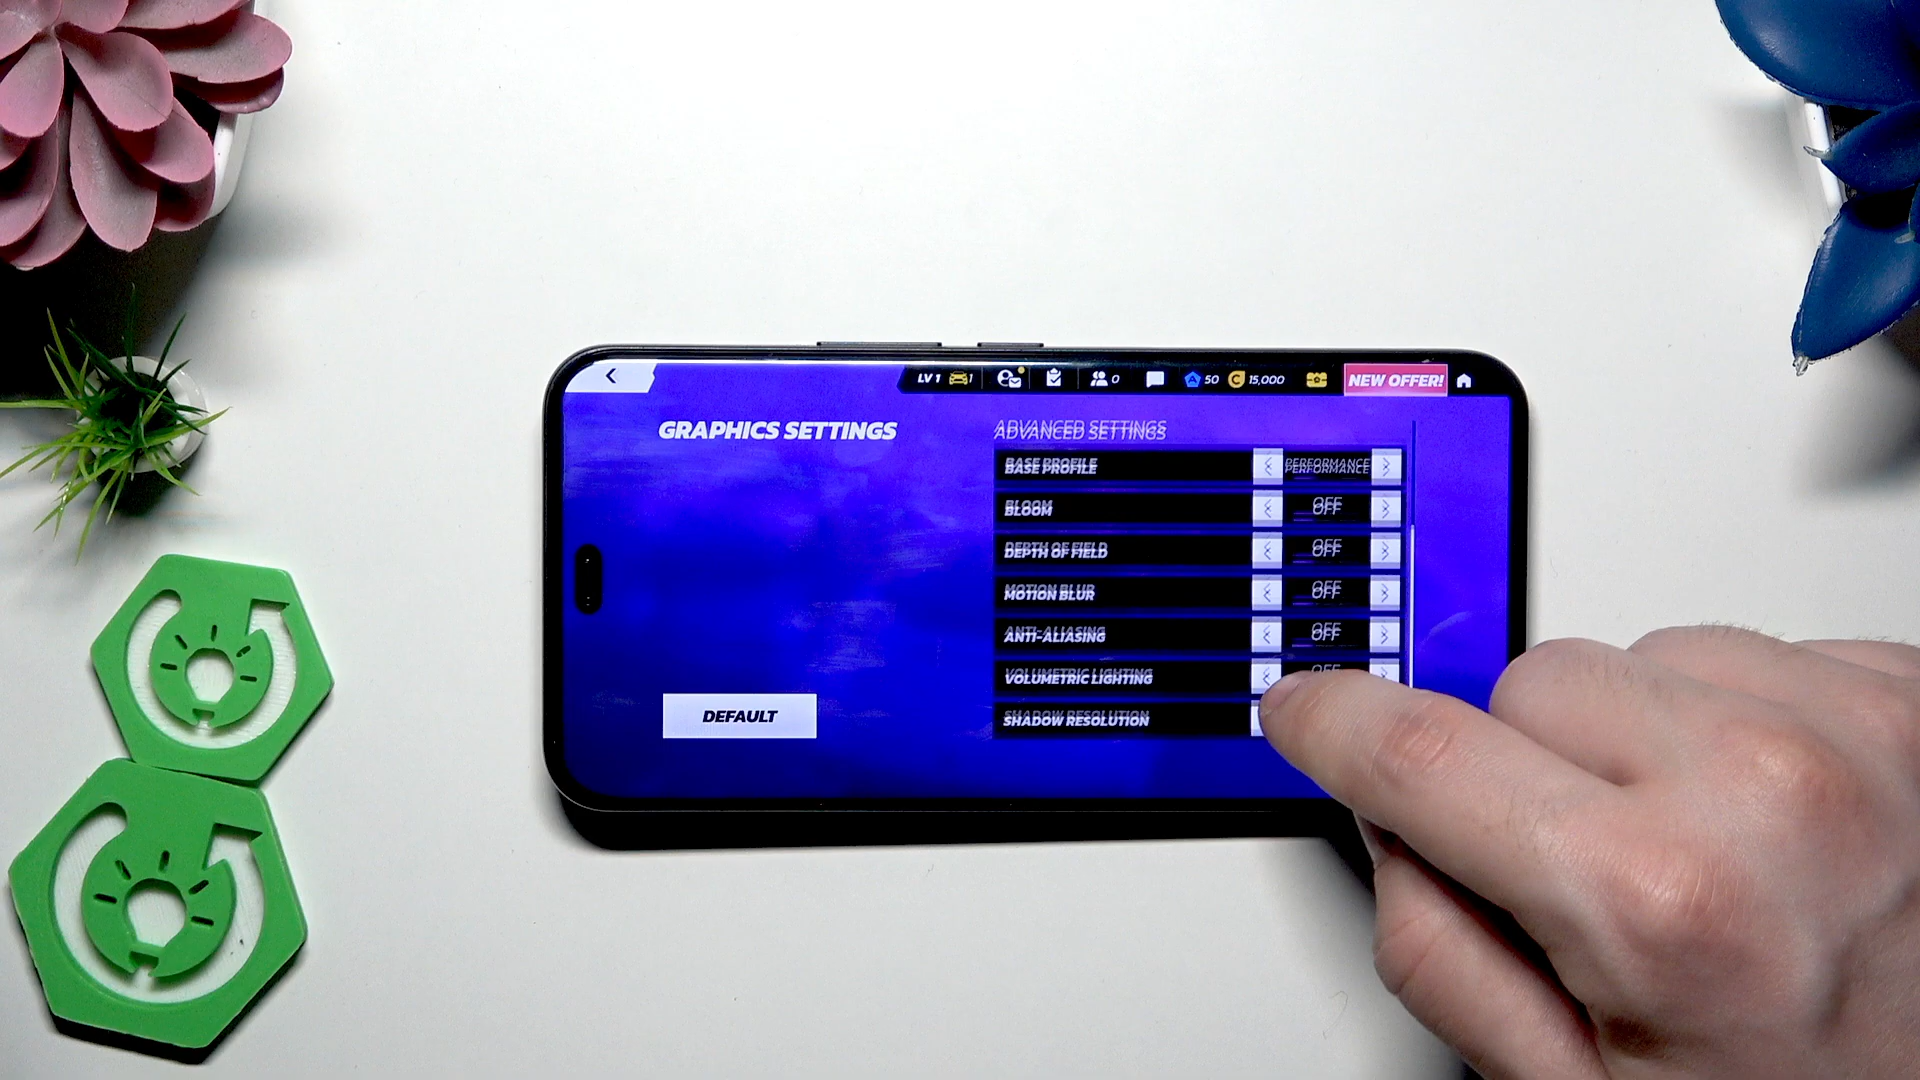 LV 1 1 0 50 C 15,000 NEW OFFER!
GRAPHICS SETTINGS
ADVANCED SETTINGS
BASE PROFILE PERFORMANCE
BLOOM OFF
DEPTH OF FIELD OFF
MOTION BLUR OFF
ANTI-ALIASING OFF
VOLUMETRIC LIGHTING OFF
SHADOW RESOLUTION
DEFAULT